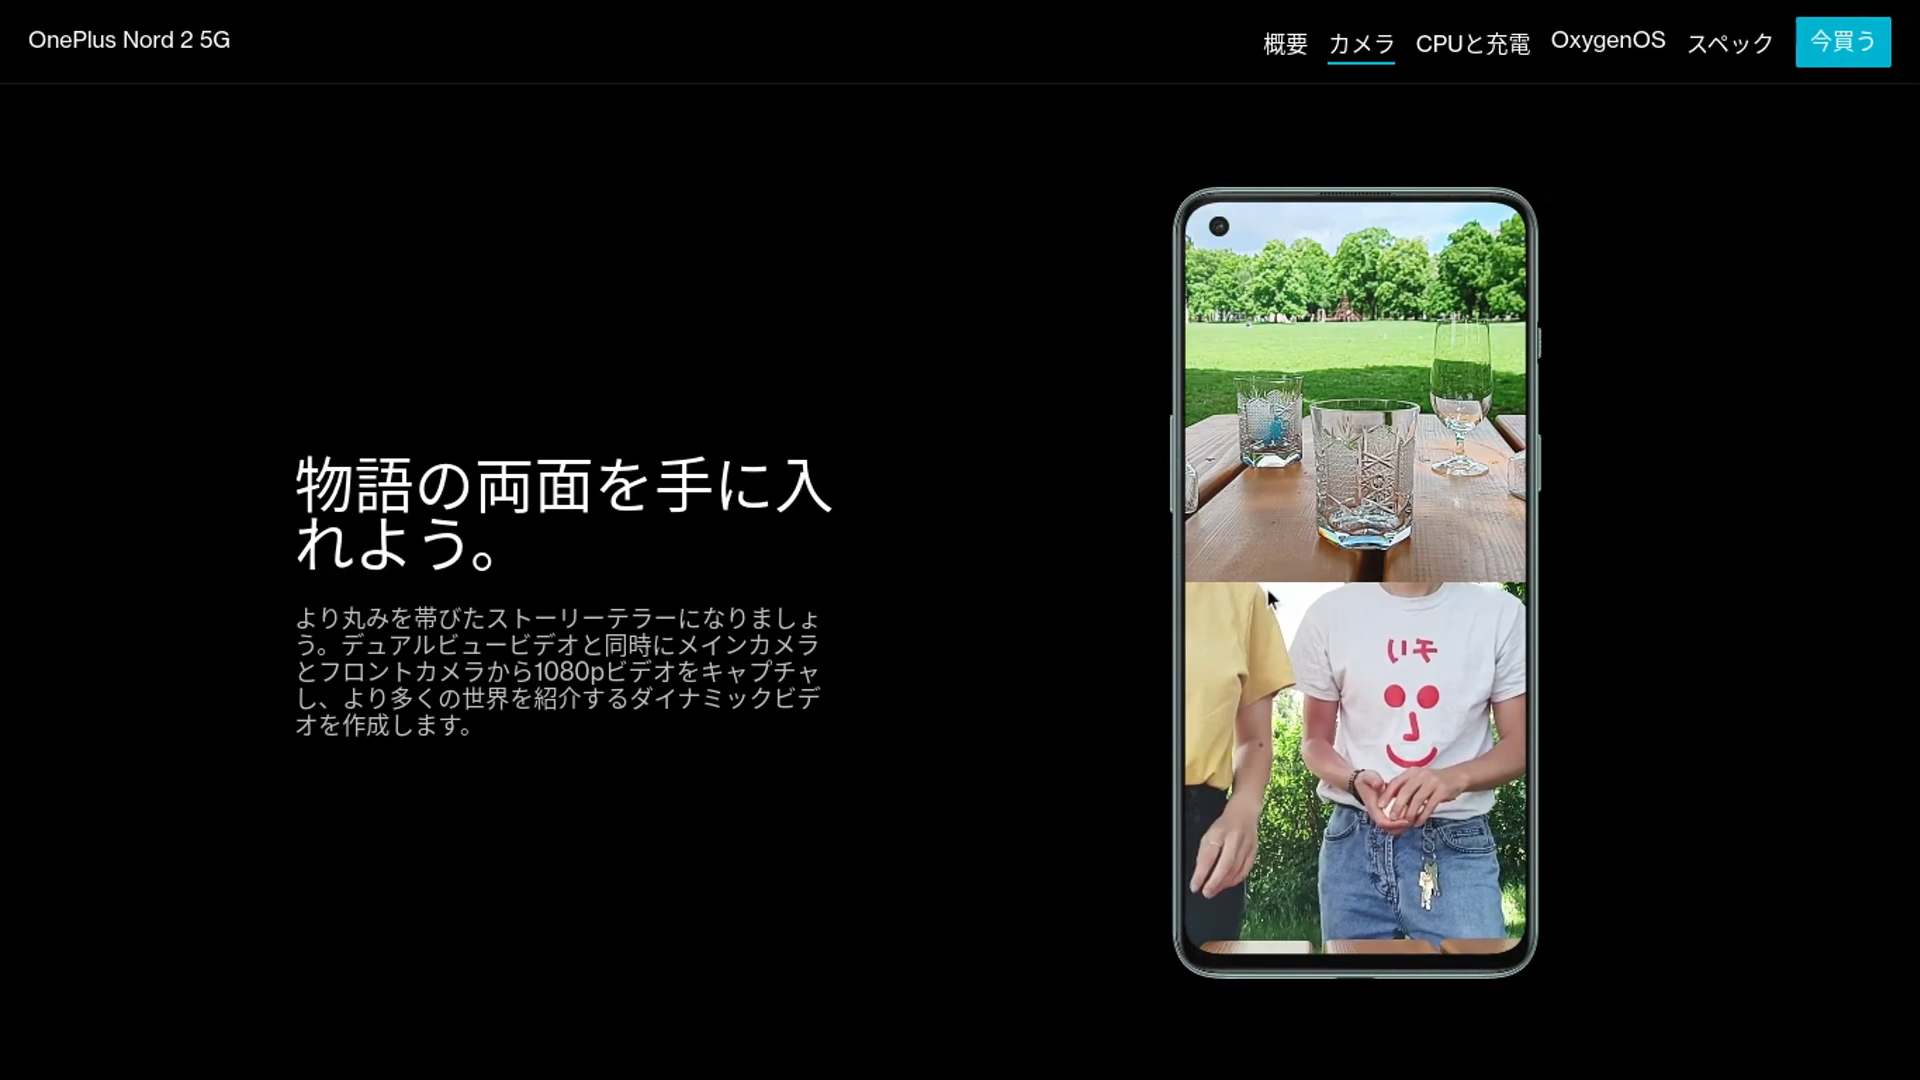 OnePlus Nord 2 5G
概要 カメラ CPUと充電 OxygenOS スペック 今買う
物語の両面を手に入
れよう。
より丸みを帯びたストーリーテラーになりましょ
う。デュアルビュービデオと同時にメインカメラ
とフロントカメラから1080pビデオをキャプチャ
し、より多くの世界を紹介するダイナミックビデ
オを作成します。